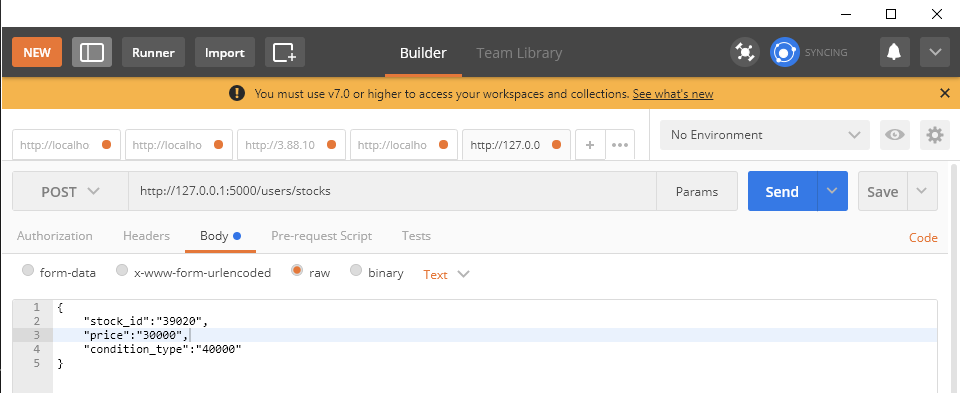 NEW Runner Import Builder Team Library SYNCING
You must use v7.0 or higher to access your workspaces and collections. See what's new
http://localho http://localho http://3.88.10 http://localho http://127.0.0 + ••• No Environment
POST http://127.0.0.1:5000/users/stocks Params Send Save
Authorization Headers Body Pre-request Script Tests Code
form-data x-www-form-urlencoded raw binary Text
1 {
2 "stock_id":"39020",
3 "price":"30000",
4 "condition_type":"40000"
5 }